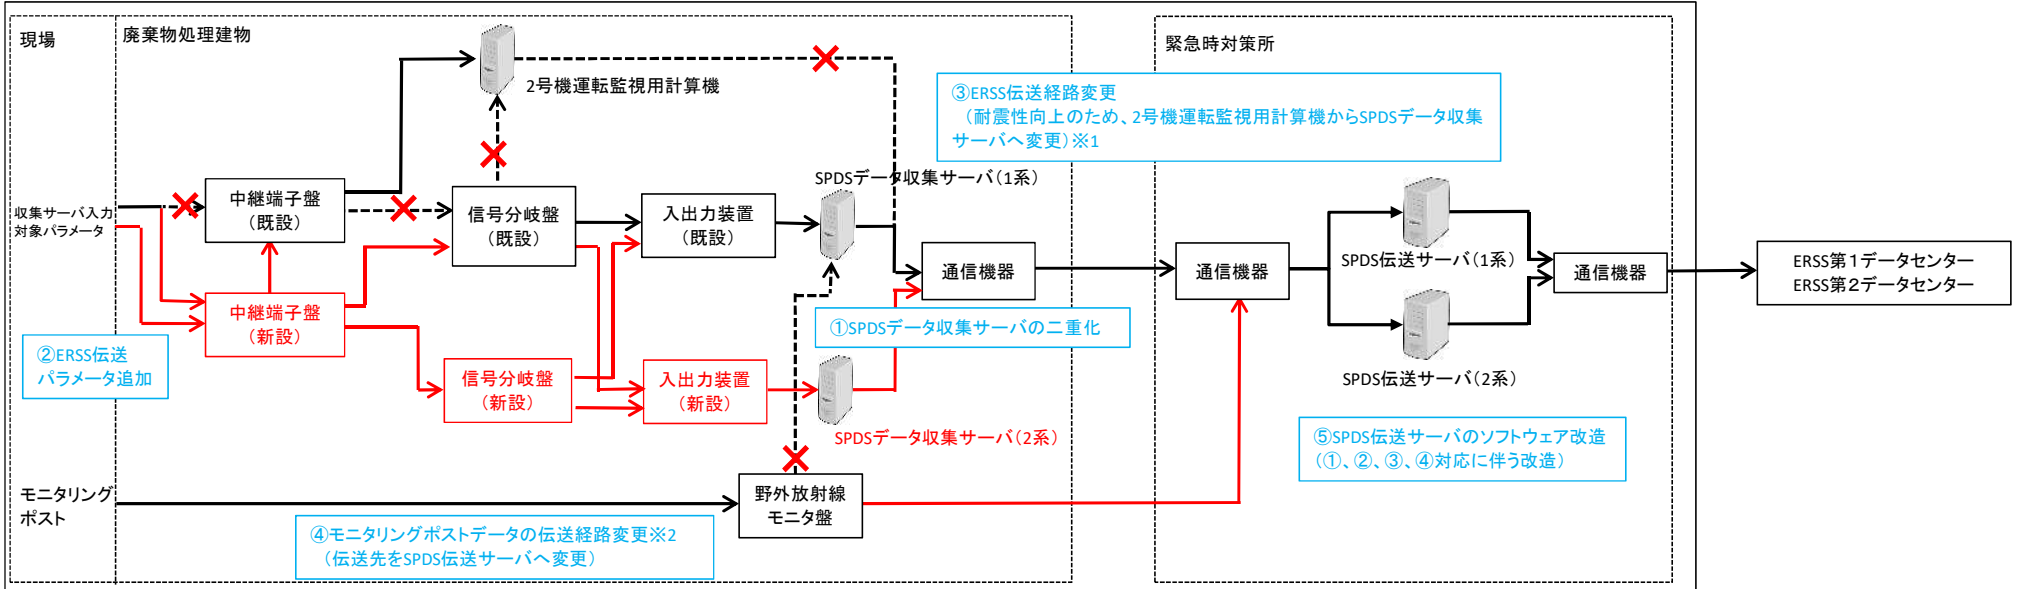 現場
廃棄物処理建物
緊急時対策所
2号機運転監視用計算機
③ERSS伝送経路変更
(耐震性向上のため、2号機運転監視用計算機からSPDSデータ収集
サーバへ変更)※1
収集サーバ入力
対象パラメータ
中継端子盤
(既設)
信号分岐盤
(既設)
入出力装置
(既設)
SPDSデータ収集サーバ(1系)
通信機器
通信機器
SPDS伝送サーバ(1系)
通信機器
ERSS第1データセンター
ERSS第2データセンター
中継端子盤
(新設)
①SPDSデータ収集サーバの二重化
②ERSS伝送
パラメータ追加
信号分岐盤
(新設)
入出力装置
(新設)
SPDSデータ収集サーバ(2系)
SPDS伝送サーバ(2系)
⑤SPDS伝送サーバのソフトウェア改造
(①、②、③、④対応に伴う改造)
モニタリング
ポスト
野外放射線
モニタ盤
④モニタリングポストデータの伝送経路変更※2
(伝送先をSPDS伝送サーバへ変更)